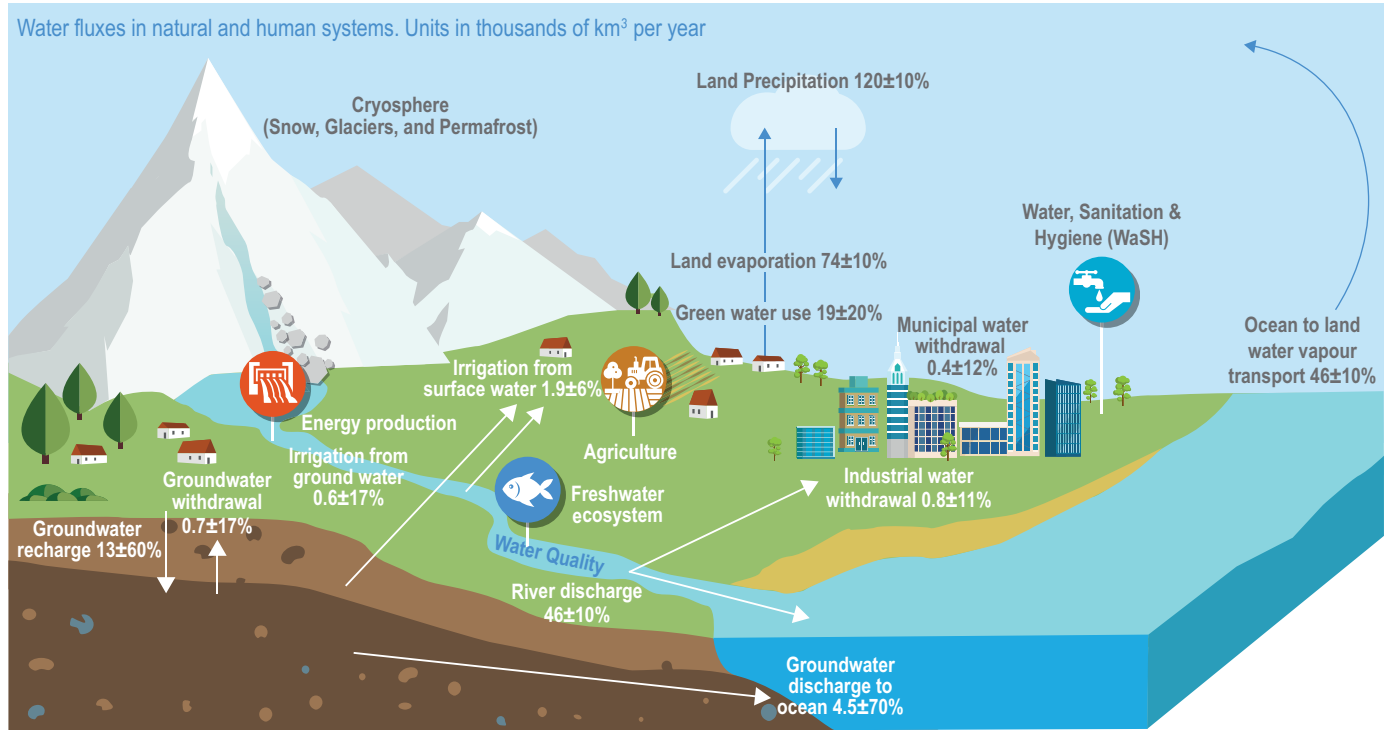 Water fluxes in natural and human systems. Units in thousands of km³ per year
Land Precipitation 120±10%
Cryosphere
(Snow, Glaciers, and Permafrost)
Water, Sanitation &
Hygiene (WaSH)
Land evaporation 74±10%
Green water use 19±20%
Municipal water
withdrawal
0.4±12%
Ocean to land
water vapour
transport 46±10%
Irrigation from
surface water 1.9±6%
Energy production
Agriculture
Irrigation from
ground water
0.6±17%
Groundwater
withdrawal
0.7±17%
Freshwater
ecosystem
Industrial water
withdrawal 0.8±11%
Groundwater
recharge 13±60%
Water Quality
River discharge
46±10%
Groundwater
discharge to
ocean 4.5±70%